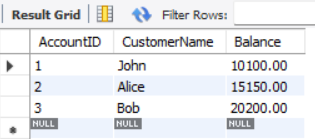 Result Grid Filter Rows:
AccountID CustomerName Balance
1 John 10100.00
2 Alice 15150.00
3 Bob 20200.00
NULL NULL NULL